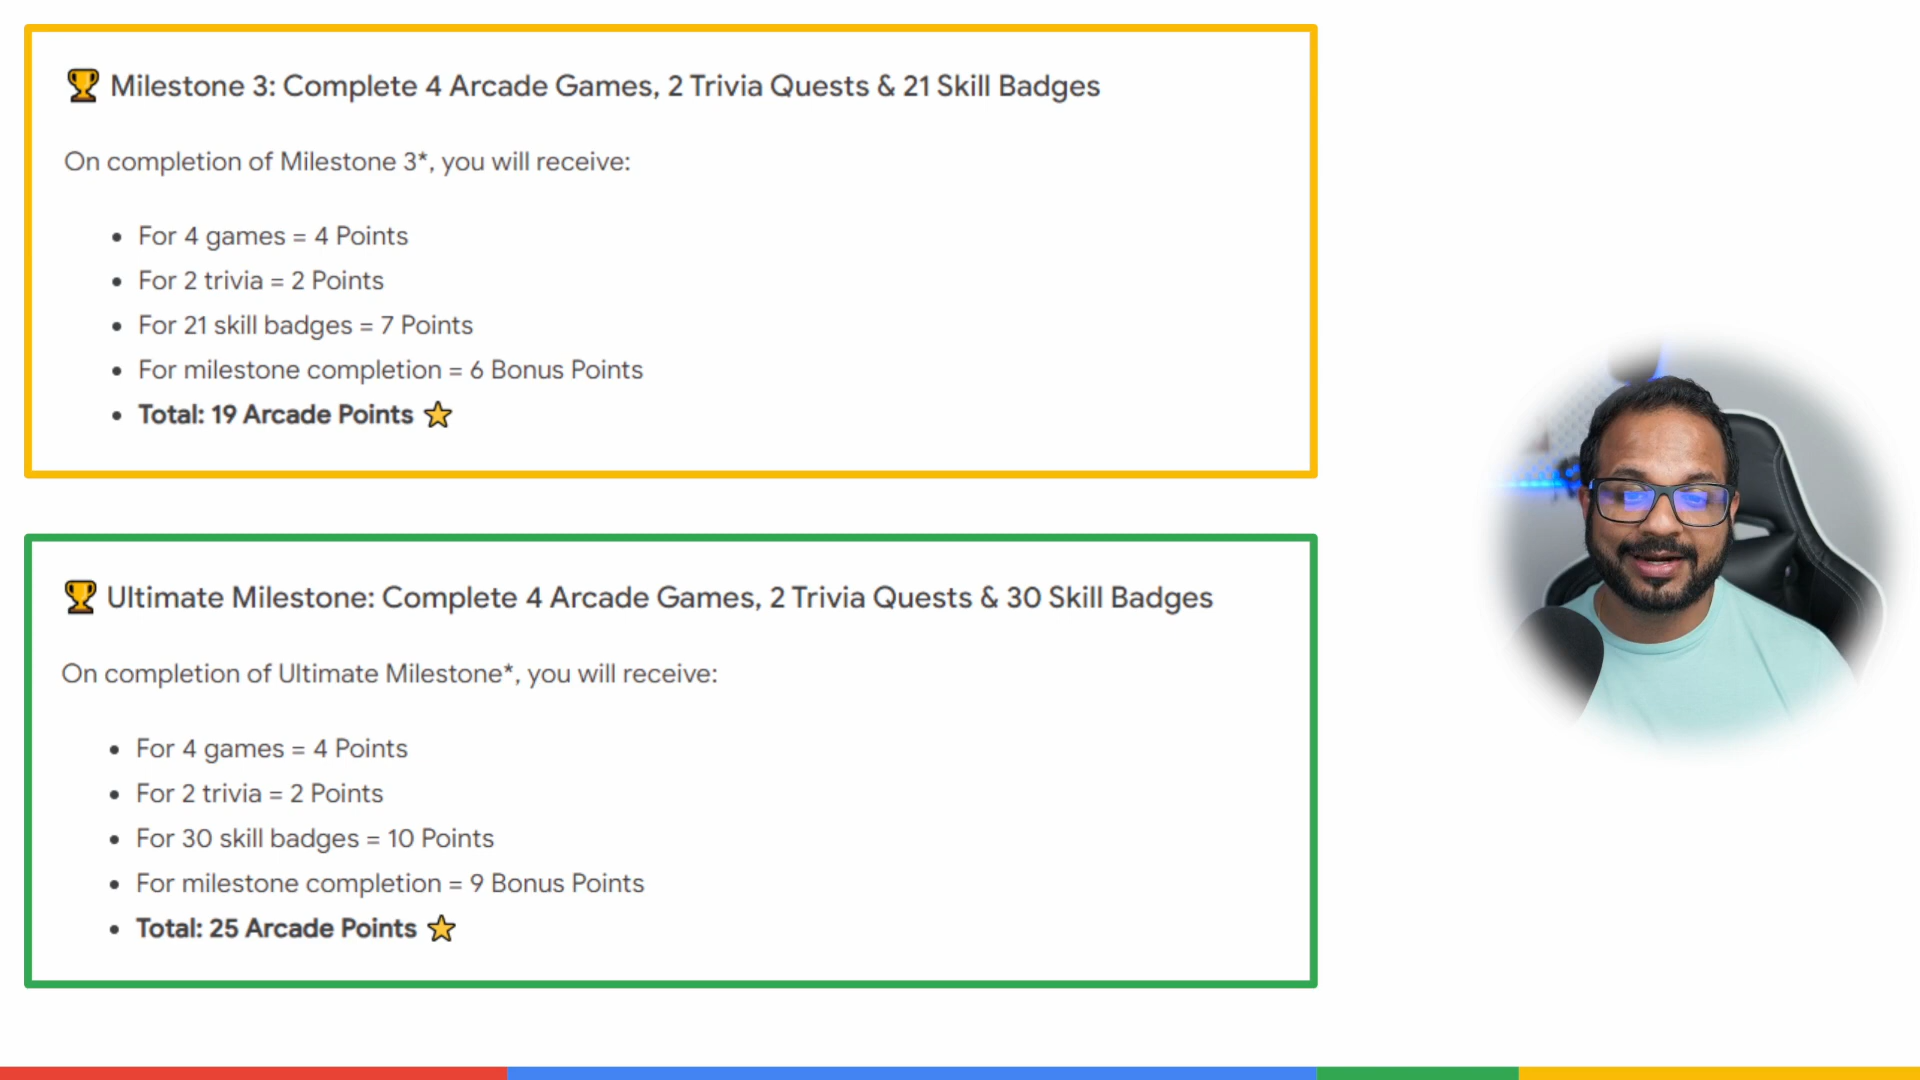 Milestone 3: Complete 4 Arcade Games, 2 Trivia Quests & 21 Skill Badges
On completion of Milestone 3*, you will receive:
For 4 games = 4 Points
For 2 trivia = 2 Points
For 21 skill badges = 7 Points
For milestone completion = 6 Bonus Points
Total: 19 Arcade Points
Ultimate Milestone: Complete 4 Arcade Games, 2 Trivia Quests & 30 Skill Badges
On completion of Ultimate Milestone*, you will receive:
For 4 games = 4 Points
For 2 trivia = 2 Points
For 30 skill badges = 10 Points
For milestone completion = 9 Bonus Points
Total: 25 Arcade Points